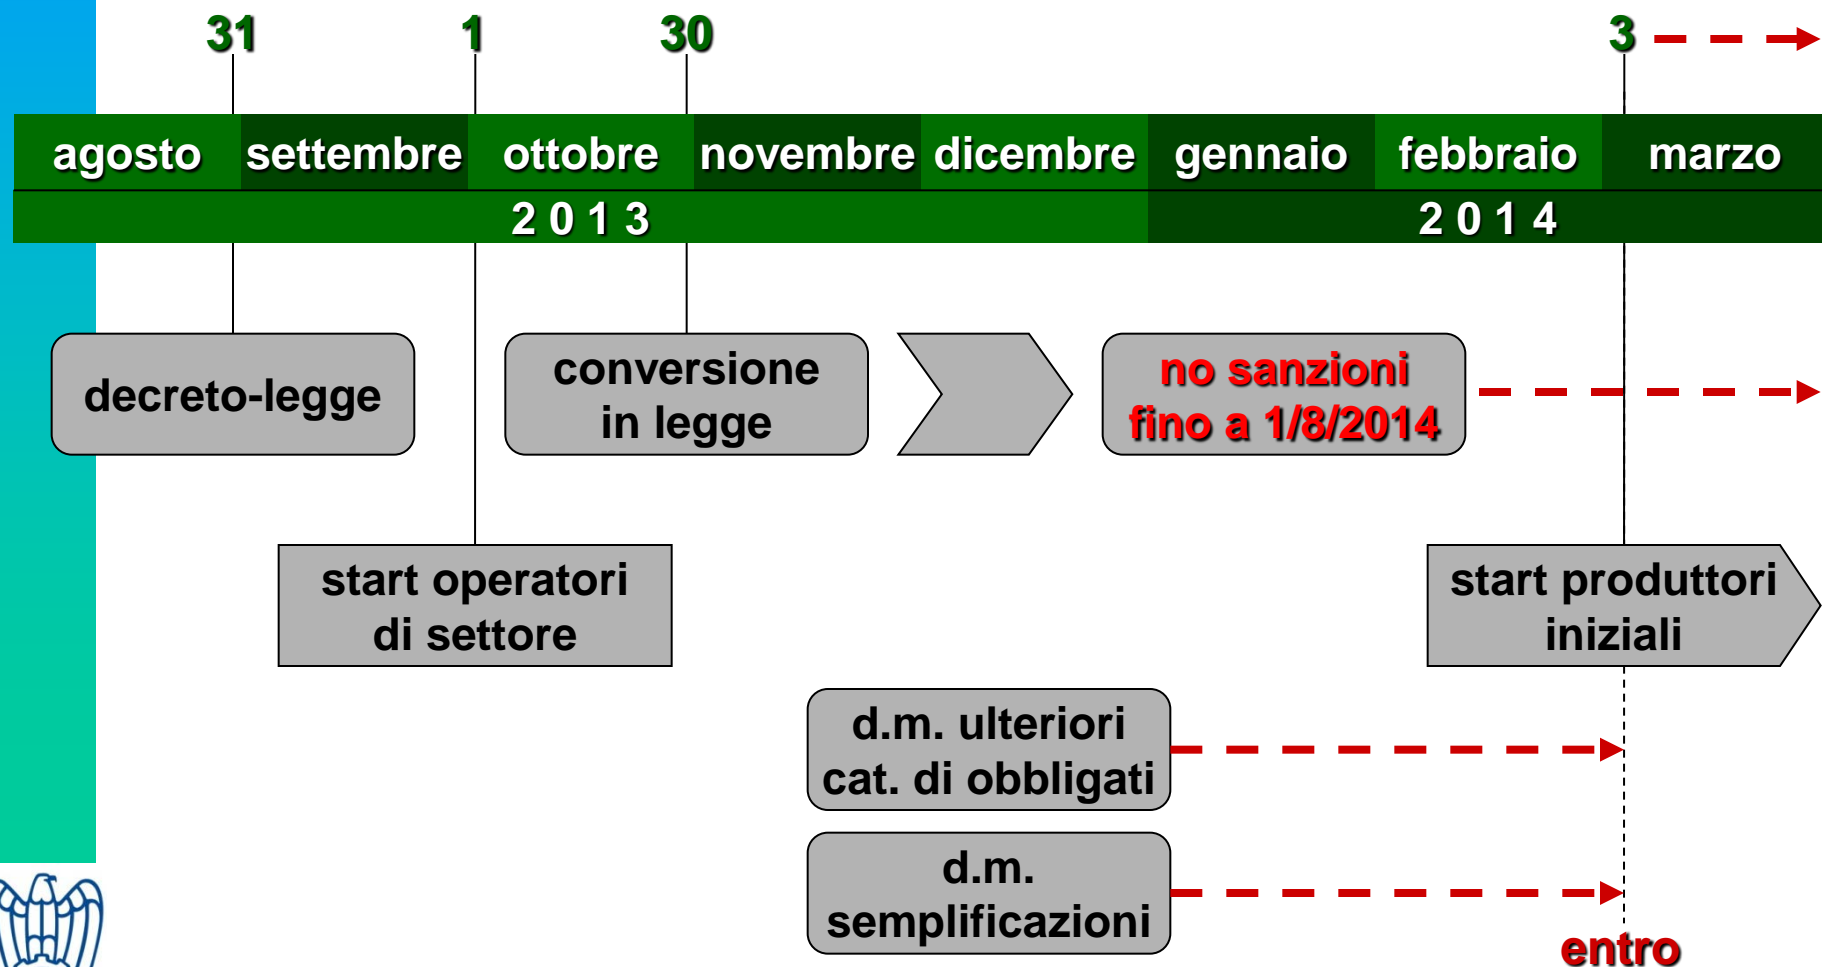 31 1 30 3
agosto settembre ottobre novembre dicembre gennaio febbraio marzo
2 0 1 3 2 0 1 4
decreto-legge
conversione
in legge
no sanzioni
fino a 1/8/2014
start operatori
di settore
start produttori
iniziali
d.m. ulteriori
cat. di obbligati
d.m.
semplificazioni
entro